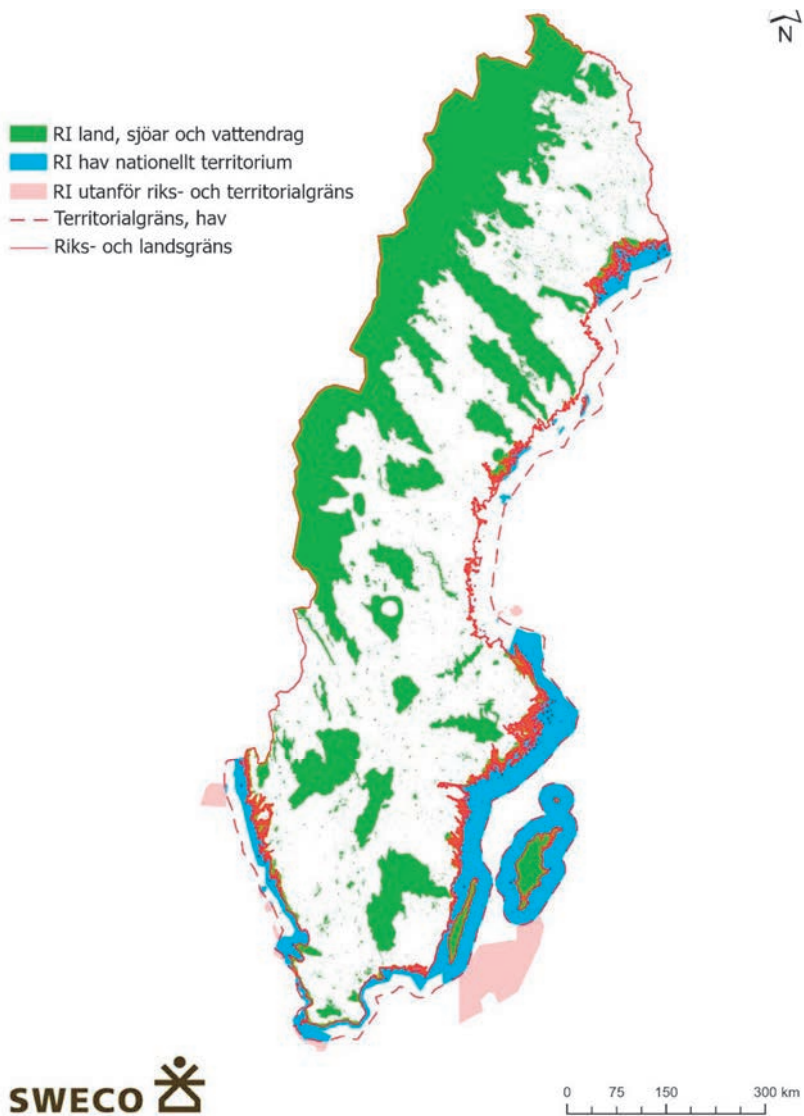 N
RI land, sjöar och vattendrag
RI hav nationellt territorium
RI utanför riks- och territorialgräns
Territorialgräns, hav
Riks- och landsgräns
SWECO
0 75 150 300 km